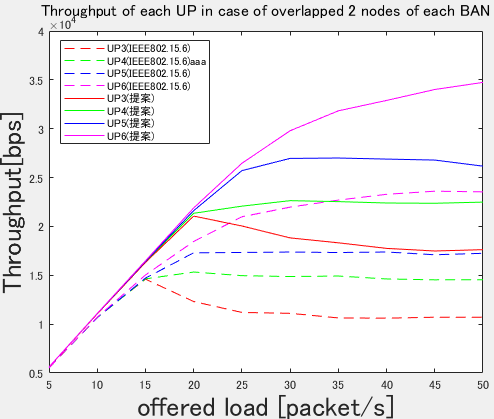 Throughput of each UP in case of overlapped 2 nodes of each BAN
×10⁴
4
3.5
3
2.5
2
1.5
1
0.5
Throughput[bps]
UP3(IEEE802.15.6)
UP4(IEEE802.15.6)aaa
UP5(IEEE802.15.6)
UP6(IEEE802.15.6)
UP3(提案)
UP4(提案)
UP5(提案)
UP6(提案)
5 10 15 20 25 30 35 40 45 50
offered load [packet/s]